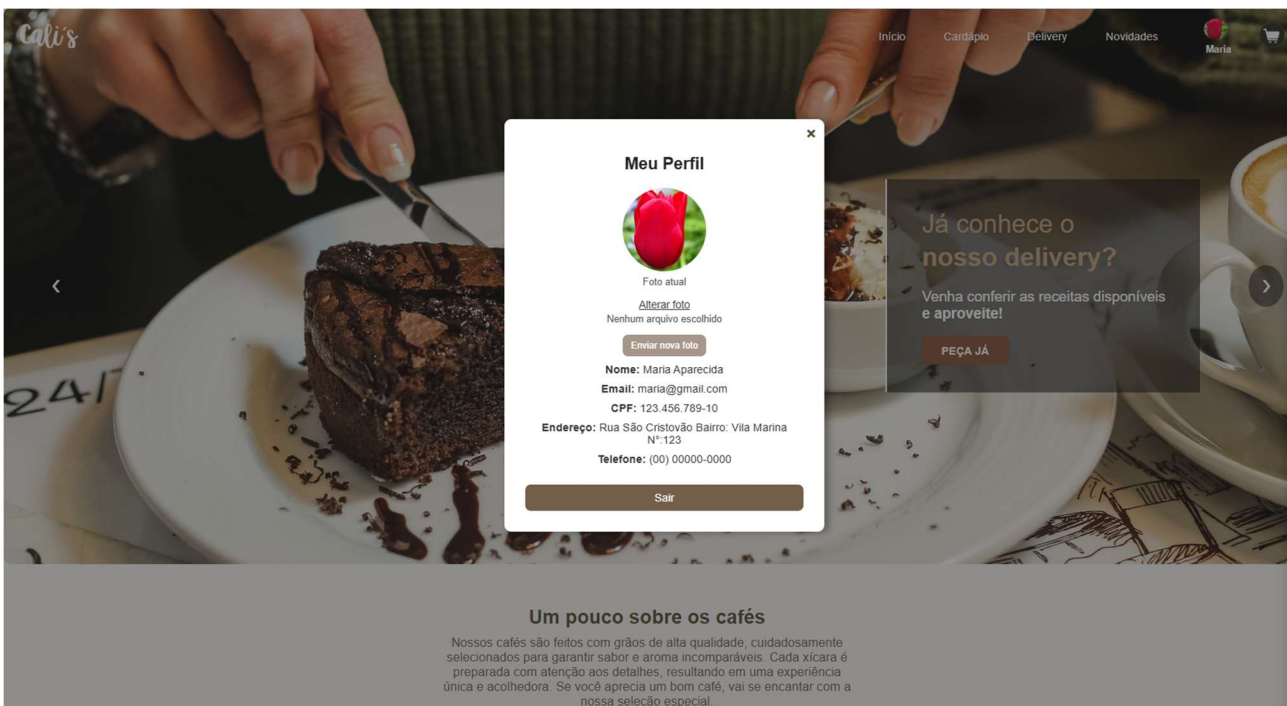 Cali's
Início Cardápio Delivery Novidades
Maria
×
Meu Perfil
Foto atual
Alterar foto
Nenhum arquivo escolhido
Enviar nova foto
Nome: Maria Aparecida
Email: maria@gmail.com
CPF: 123.456.789-10
Endereço: Rua São Cristovão Bairro: Vila Marina
N°:123
Telefone: (00) 00000-0000
Sair
Já conhece o
nosso delivery?
Venha conferir as receitas disponíveis
e aproveite!
PEÇA JÁ
24/7
Um pouco sobre os cafés
Nossos cafés são feitos com grãos de alta qualidade, cuidadosamente
selecionados para garantir sabor e aroma incomparáveis. Cada xícara é
preparada com atenção aos detalhes, resultando em uma experiência
única e acolhedora. Se você aprecia um bom café, vai se encantar com a
nossa seleção especial